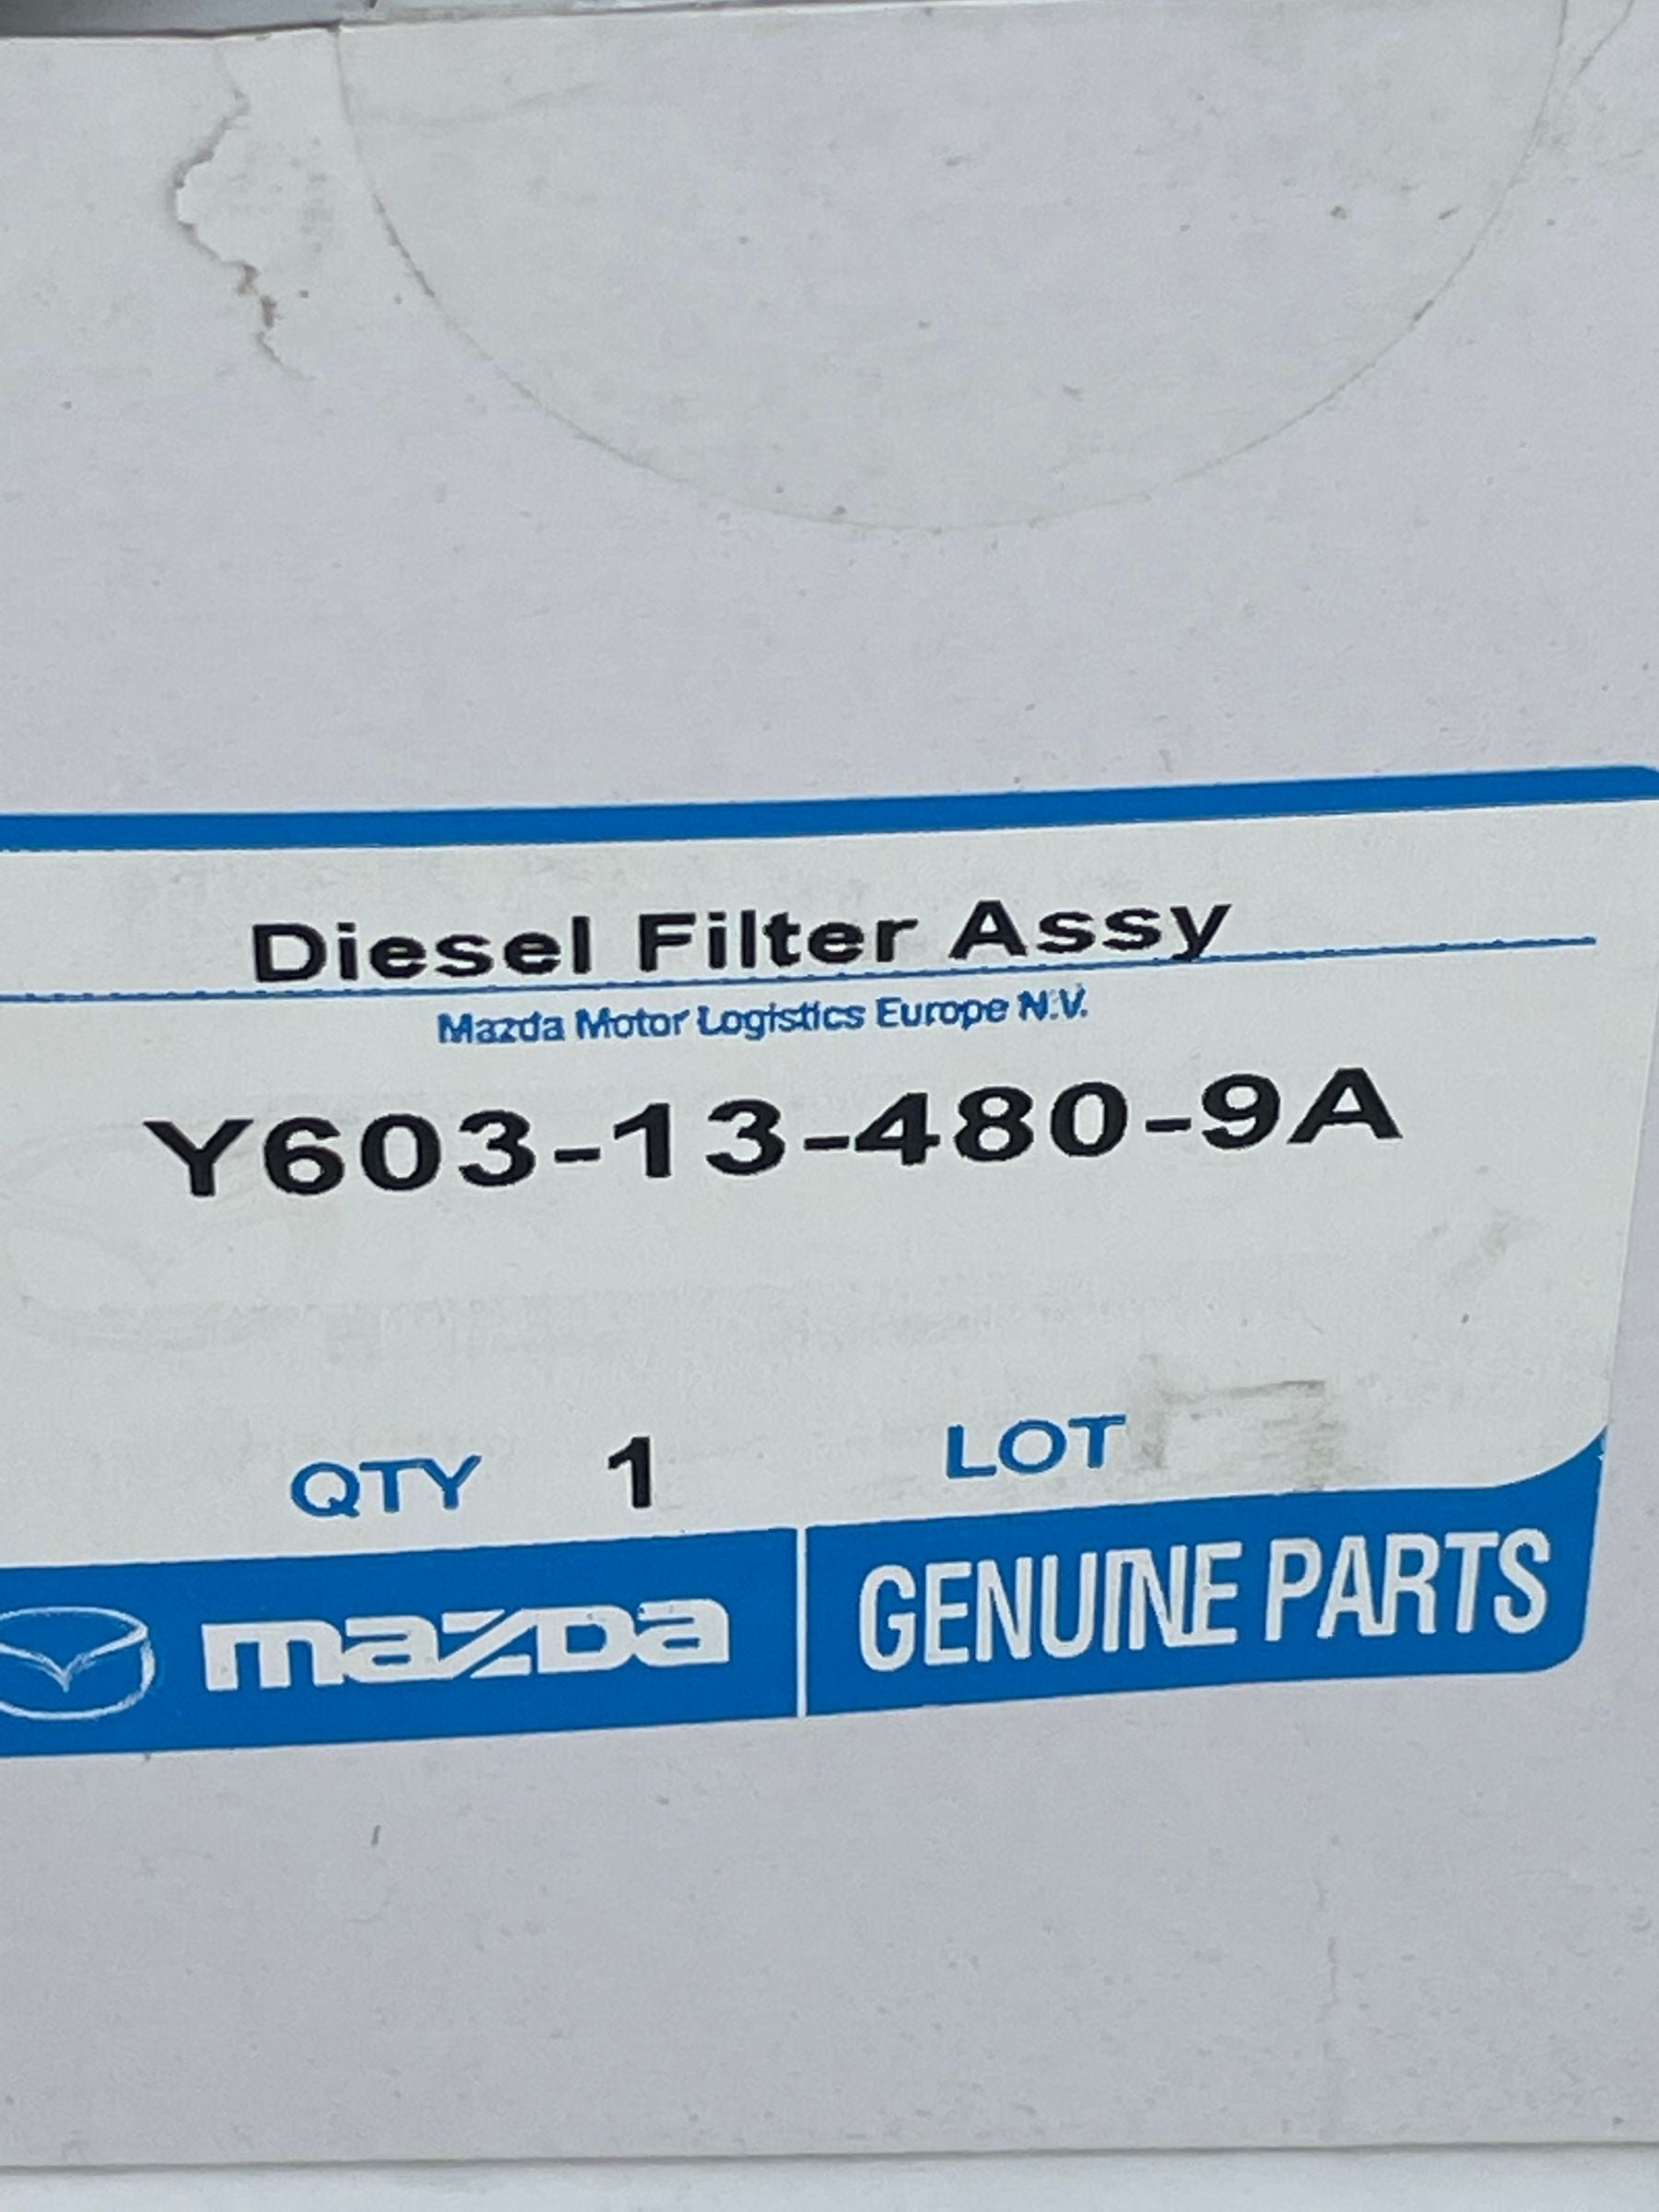 Diesel Filter Assy
Mazda Motor Logistics Europe N.V.
Y603-13-480-9A
QTY 1 LOT
mazda GENUINE PARTS